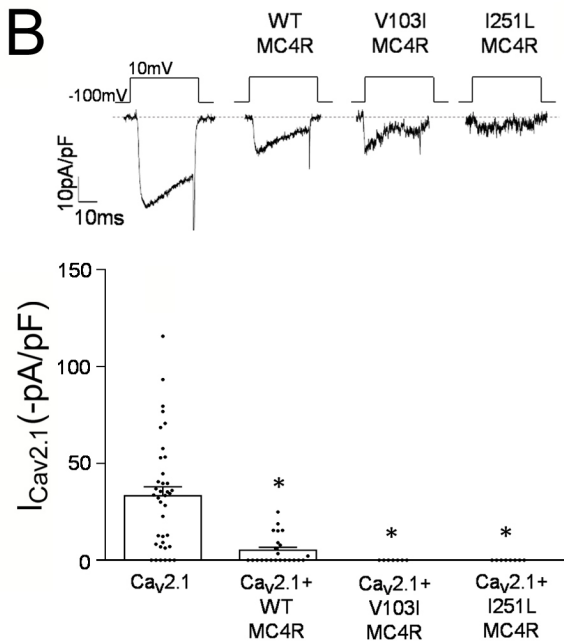 B
WT
MC4R
V103I
MC4R
I251L
MC4R
10mV
-100mV
10pA/pF
10ms
I Cav2.1 (-pA/pF)
150
100
50
0
*
*
*
Cav2.1
Cav2.1+
WT
MC4R
Cav2.1+
V103I
MC4R
Cav2.1+
I251L
MC4R